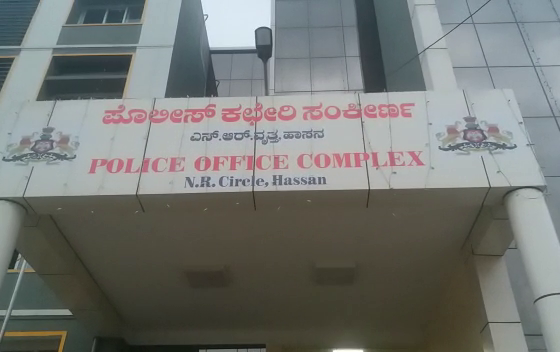 ಪೊಲೀಸ್ ಕಛೇರಿ ಸಂಕೀರ್ಣ
ಎನ್.ಆರ್.ವೃತ್ತ, ಹಾಸನ
POLICE OFFICE COMPLEX
N.R. Circle, Hassan